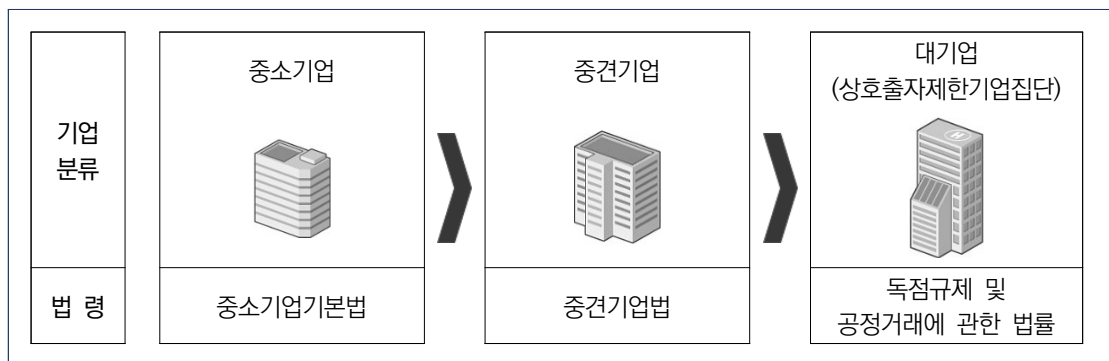 기업
분류
중소기업
중견기업
대기업
(상호출자제한기업집단)
H
법 령
중소기업기본법
중견기업법
독점규제 및
공정거래에 관한 법률